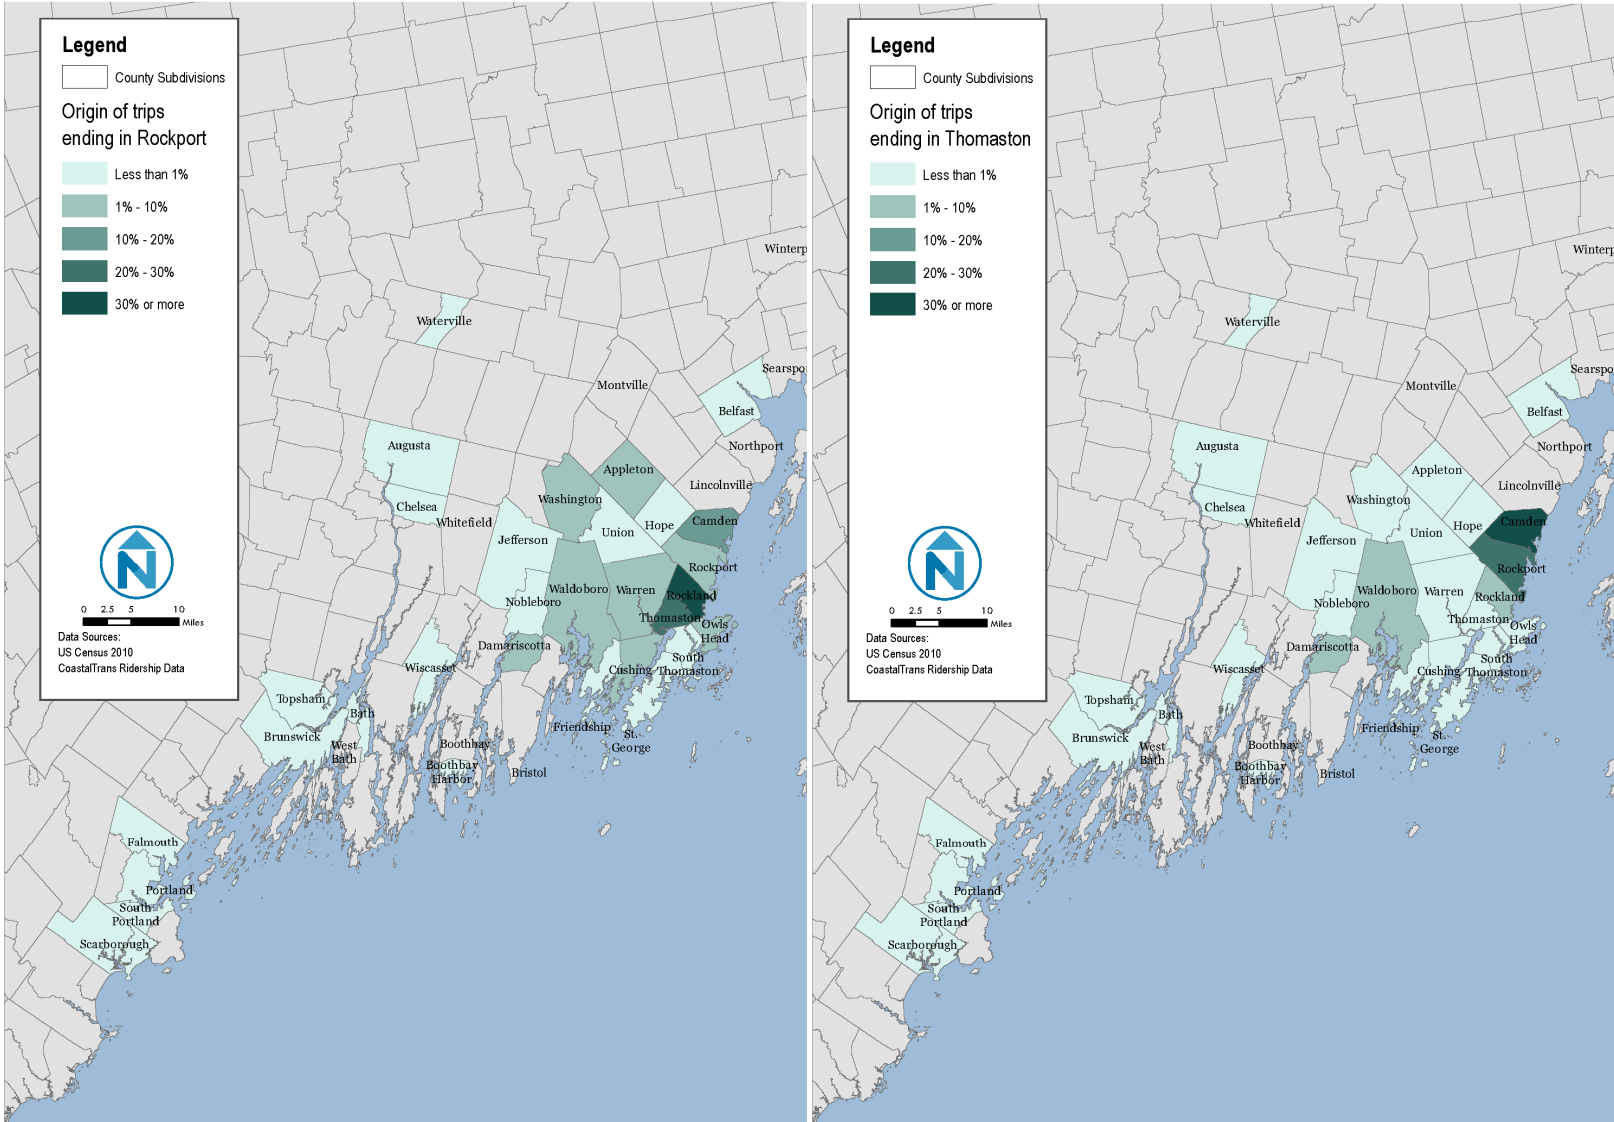 Legend
County Subdivisions
Origin of trips
ending in Rockport
Less than 1%
1% - 10%
10% - 20%
20% - 30%
30% or more
N
0 2.5 5 10
Miles
Data Sources:
US Census 2010
CoastalTrans Ridership Data
Winterp
Waterville
Searspo
Montville
Belfast
Augusta
Northport
Appleton
Lincolnville
Washington
Chelsea
Whitefield
Hope
Camden
Union
Jefferson
Rockport
Waldoboro
Warren
Rockland
Nobleboro
Thomaston
Owls
Head
Damariscotta
Wiscasset
Cushing
South
Thomaston
Topsham
Bath
Friendship
St.
George
Brunswick
West
Bath
Boothbay
Boothbay
Harbor
Bristol
Falmouth
Portland
South
Portland
Scarborough
Legend
County Subdivisions
Origin of trips
ending in Thomaston
Less than 1%
1% - 10%
10% - 20%
20% - 30%
30% or more
N
0 2.5 5 10
Miles
Data Sources:
US Census 2010
CoastalTrans Ridership Data
Winterp
Waterville
Searspo
Montville
Belfast
Augusta
Northport
Appleton
Lincolnville
Washington
Chelsea
Whitefield
Hope
Camden
Union
Jefferson
Rockport
Waldoboro
Warren
Rockland
Nobleboro
Thomaston
Owls
Head
Damariscotta
Wiscasset
Cushing
South
Thomaston
Topsham
Bath
Friendship
St.
George
Brunswick
West
Bath
Boothbay
Boothbay
Harbor
Bristol
Falmouth
Portland
South
Portland
Scarborough